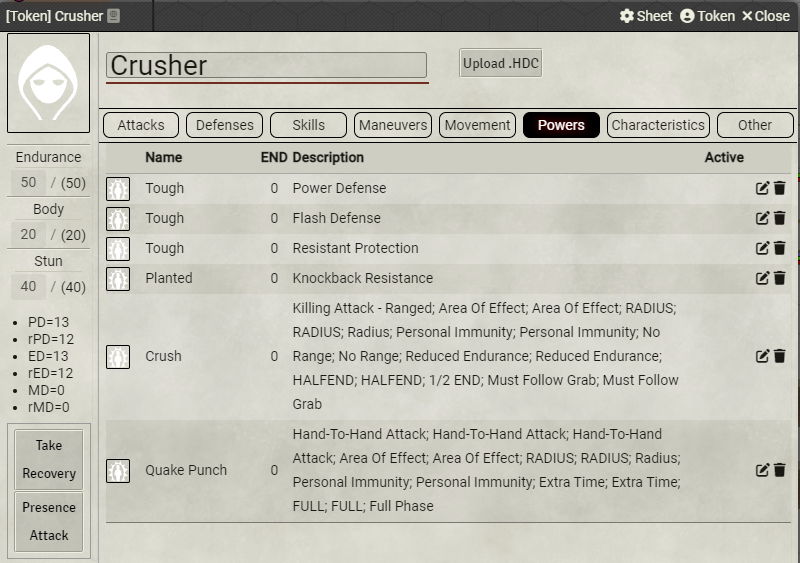 [Token] Crusher
Sheet Token Close
Crusher
Upload .HDC
Attacks Defenses Skills Maneuvers Movement Powers Characteristics Other
Endurance
50 / (50)
Body
20 / (20)
Stun
40 / (40)
PD=13
rPD=12
ED=13
rED=12
MD=0
rMD=0
Take
Recovery
Presence
Attack
Name END Description Active
Tough 0 Power Defense
Tough 0 Flash Defense
Tough 0 Resistant Protection
Planted 0 Knockback Resistance
Crush 0 Killing Attack - Ranged; Area Of Effect; Area Of Effect; RADIUS;
RADIUS; Radius; Personal Immunity; Personal Immunity; No
Range; No Range; Reduced Endurance; Reduced Endurance;
HALFEND; HALFEND; 1/2 END; Must Follow Grab; Must Follow
Grab
Quake Punch 0 Hand-To-Hand Attack; Hand-To-Hand Attack; Hand-To-Hand
Attack; Area Of Effect; Area Of Effect; RADIUS; RADIUS; Radius;
Personal Immunity; Personal Immunity; Extra Time; Extra Time;
FULL; FULL; Full Phase